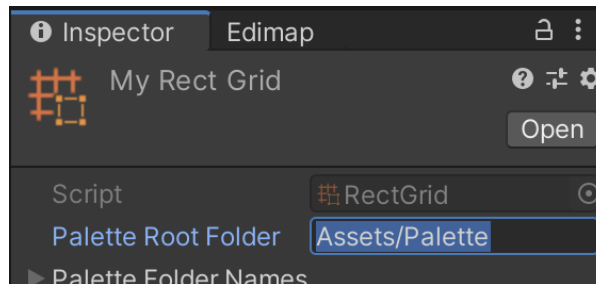 Inspector Edimap
My Rect Grid
Open
Script RectGrid
Palette Root Folder Assets/Palette
Palette Folder Names